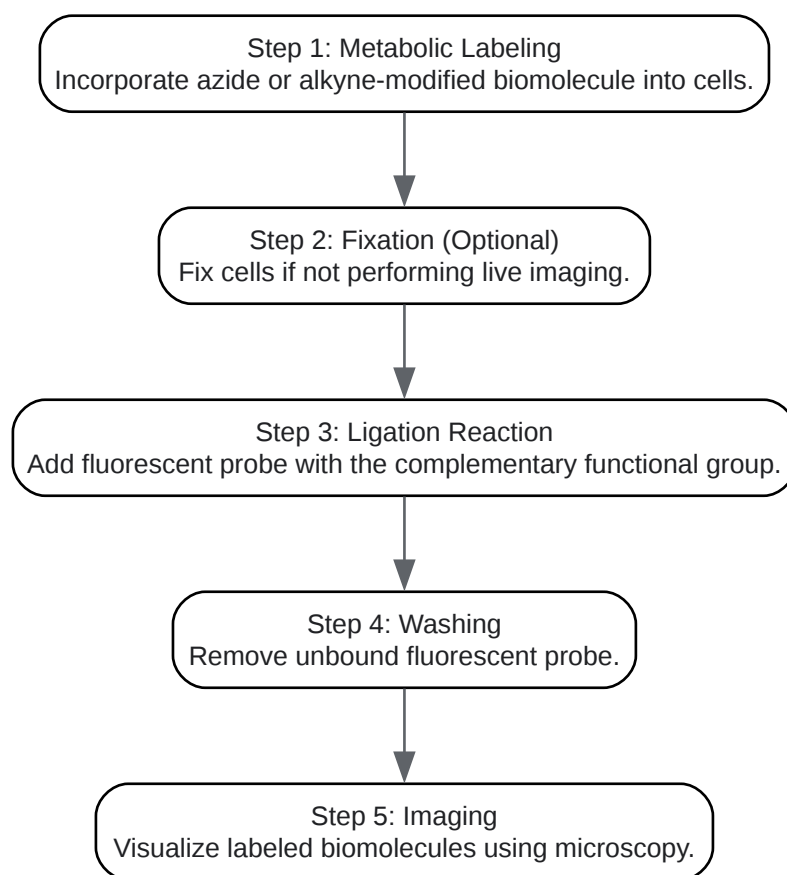 Step 1: Metabolic Labeling
Incorporate azide or alkyne-modified biomolecule into cells.
Step 2: Fixation (Optional)
Fix cells if not performing live imaging.
Step 3: Ligation Reaction
Add fluorescent probe with the complementary functional group.
Step 4: Washing
Remove unbound fluorescent probe.
Step 5: Imaging
Visualize labeled biomolecules using microscopy.